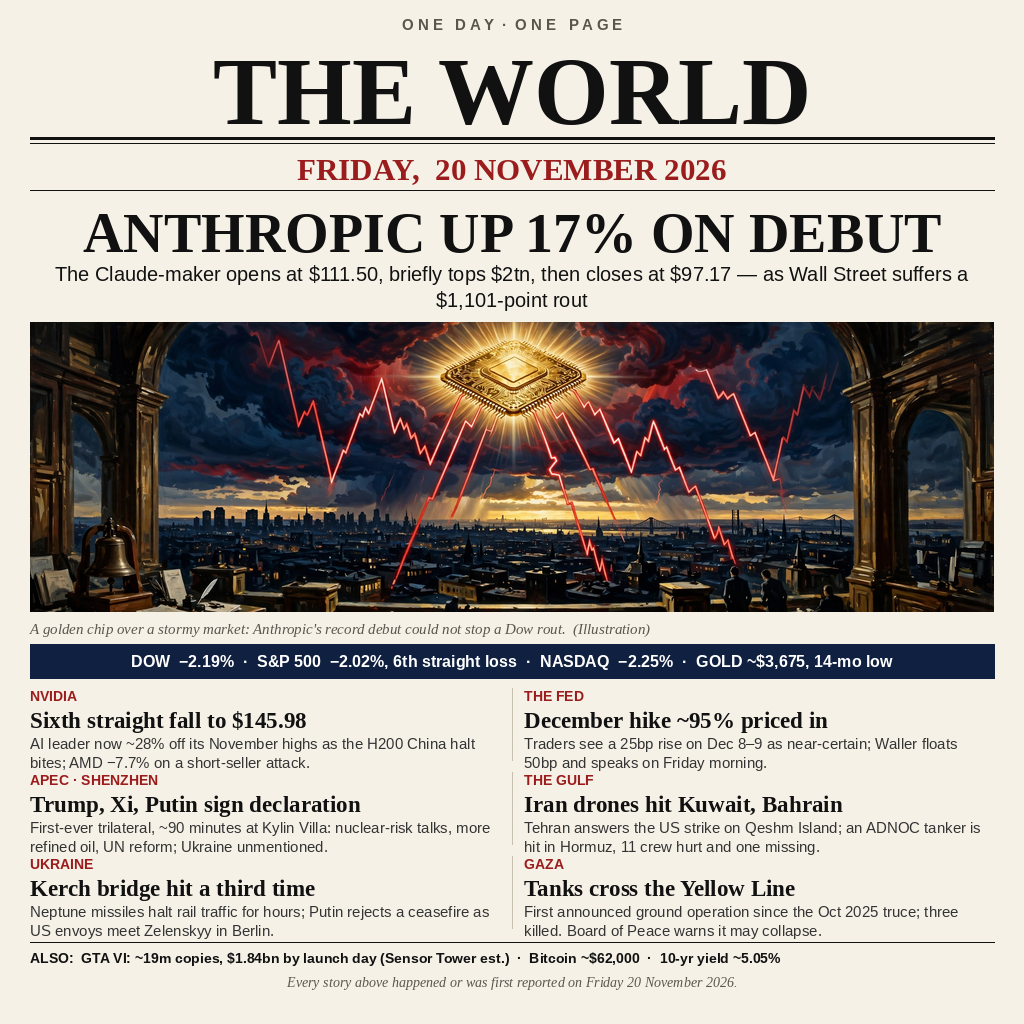 ONE DAY · ONE PAGE
THE WORLD
FRIDAY, 20 NOVEMBER 2026
ANTHROPIC UP 17% ON DEBUT
The Claude-maker opens at $111.50, briefly tops $2tn, then closes at $97.17 — as Wall Street suffers a
$1,101-point rout
A golden chip over a stormy market: Anthropic's record debut could not stop a Dow rout. (Illustration)
DOW −2.19% · S&P 500 −2.02%, 6th straight loss · NASDAQ −2.25% · GOLD ~$3,675, 14-mo low
NVIDIA
Sixth straight fall to $145.98
AI leader now ~28% off its November highs as the H200 China halt
bites; AMD −7.7% on a short-seller attack.
THE FED
December hike ~95% priced in
Traders see a 25bp rise on Dec 8–9 as near-certain; Waller floats
50bp and speaks on Friday morning.
APEC · SHENZHEN
Trump, Xi, Putin sign declaration
First-ever trilateral, ~90 minutes at Kylin Villa: nuclear-risk talks, more
refined oil, UN reform; Ukraine unmentioned.
THE GULF
Iran drones hit Kuwait, Bahrain
Tehran answers the US strike on Qeshm Island; an ADNOC tanker is
hit in Hormuz, 11 crew hurt and one missing.
UKRAINE
Kerch bridge hit a third time
Neptune missiles halt rail traffic for hours; Putin rejects a ceasefire as
US envoys meet Zelenskyy in Berlin.
GAZA
Tanks cross the Yellow Line
First announced ground operation since the Oct 2025 truce; three
killed. Board of Peace warns it may collapse.
ALSO: GTA VI: ~19m copies, $1.84bn by launch day (Sensor Tower est.) · Bitcoin ~$62,000 · 10-yr yield ~5.05%
Every story above happened or was first reported on Friday 20 November 2026.